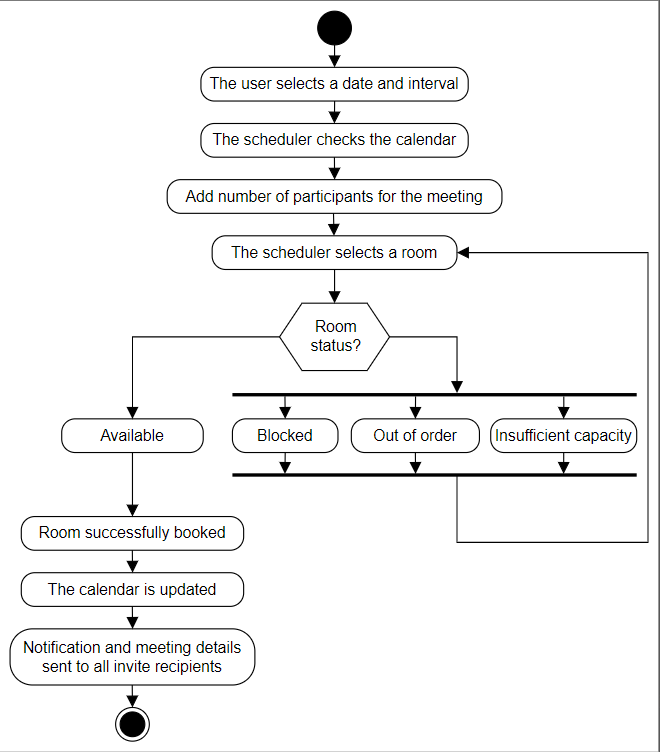 The user selects a date and interval
The scheduler checks the calendar
Add number of participants for the meeting
The scheduler selects a room
Room
status?
Available
Blocked
Out of order
Insufficient capacity
Room successfully booked
The calendar is updated
Notification and meeting details
sent to all invite recipients